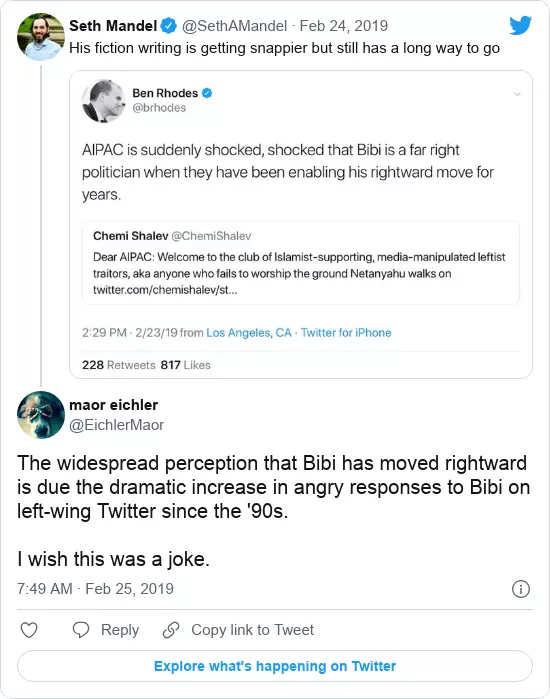 Seth Mandel @SethAMandel · Feb 24, 2019
His fiction writing is getting snappier but still has a long way to go
Ben Rhodes
@brhodes
AIPAC is suddenly shocked, shocked that Bibi is a far right
politician when they have been enabling his rightward move for
years.
Chemi Shalev @ChemiShalev
Dear AIPAC: Welcome to the club of Islamist-supporting, media-manipulated leftist
traitors, aka anyone who fails to worship the ground Netanyahu walks on
twitter.com/chemishalev/st...
2:29 PM · 2/23/19 from Los Angeles, CA · Twitter for iPhone
228 Retweets 817 Likes
maor eichler
@EichlerMaor
The widespread perception that Bibi has moved rightward
is due the dramatic increase in angry responses to Bibi on
left-wing Twitter since the '90s.
I wish this was a joke.
7:49 AM · Feb 25, 2019
Reply Copy link to Tweet
Explore what's happening on Twitter